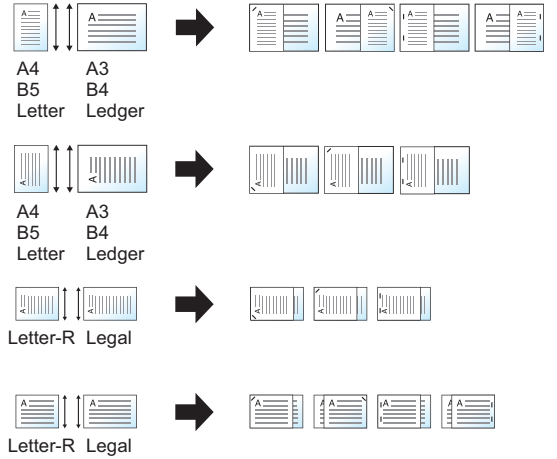 A A A A A A
A4 A3
B5 B4
Letter Ledger
A A A A A
A4 A3
B5 B4
Letter Ledger
A A A A A
Letter-R Legal
A A A A A A A A
Letter-R Legal